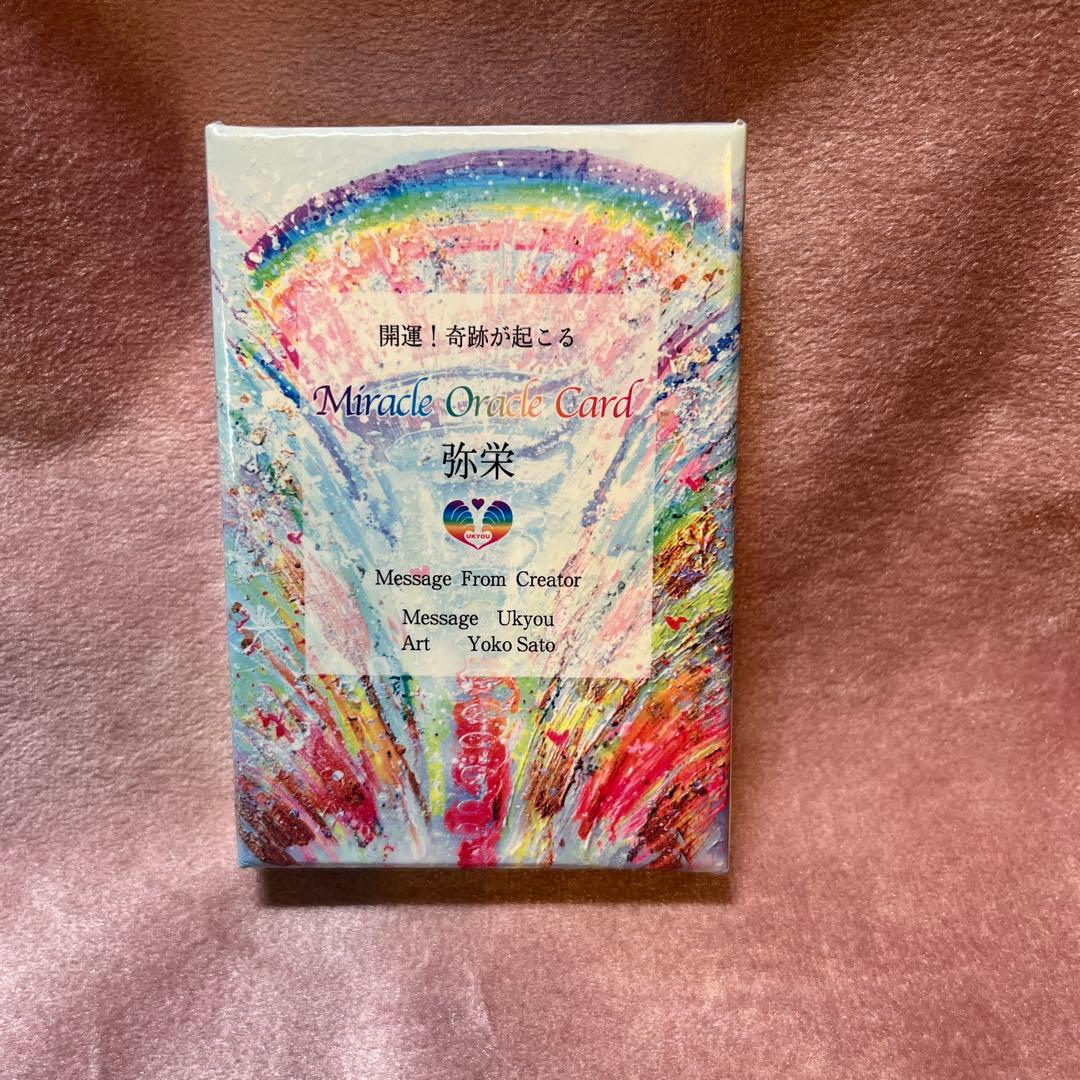 開運！奇跡が起こる
Miracle Oracle Card
弥栄
UKYOU
Message From Creator
Message Ukyou
Art Yoko Sato